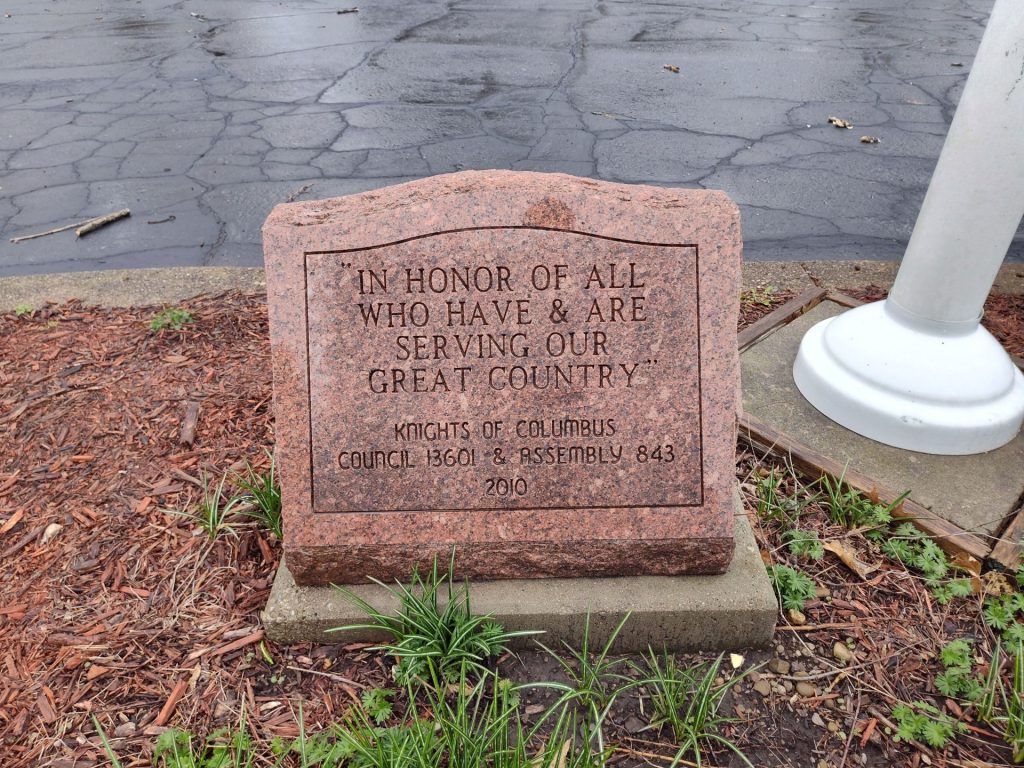 "IN HONOR OF ALL
WHO HAVE & ARE
SERVING OUR
GREAT COUNTRY"
KNIGHTS OF COLUMBUS
COUNCIL 13601 & ASSEMBLY 843
2010